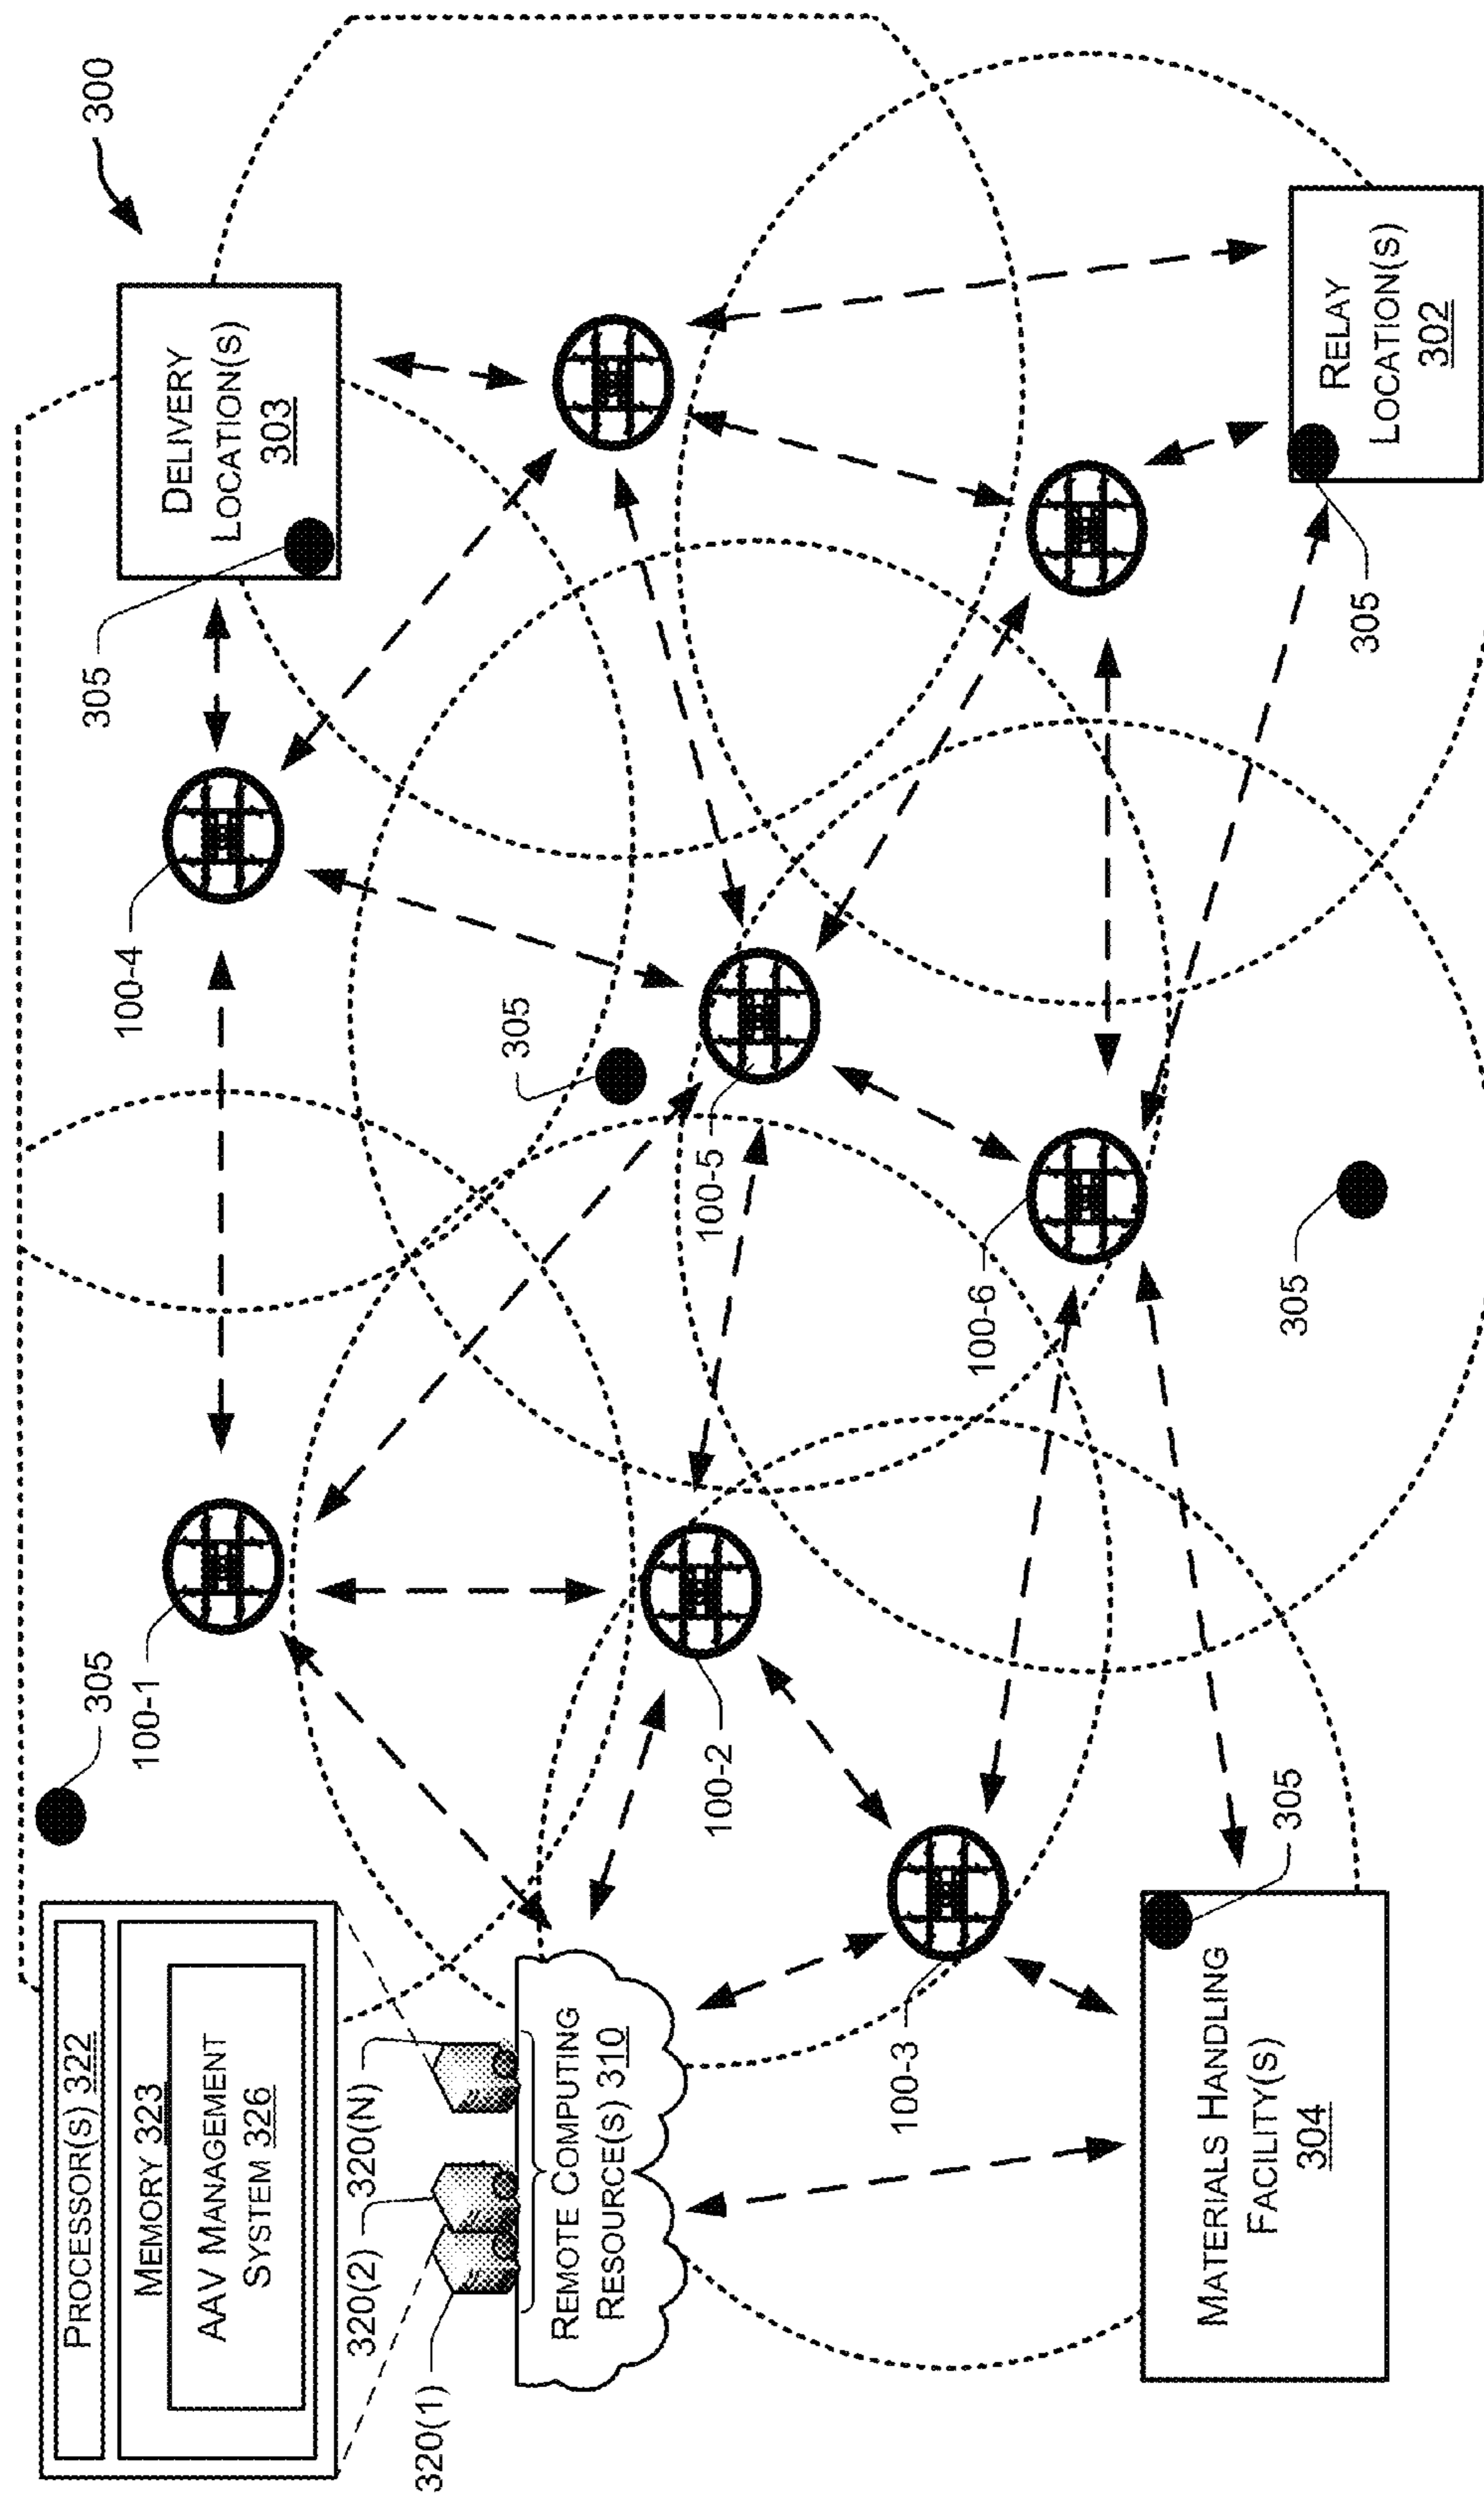 300
PROCESSOR(S) 322
MEMORY 323
AAV MANAGEMENT
SYSTEM 326
305
100-1
100-4
305
DELIVERY
LOCATION(S)
303
320(1)
320(2)
320(N)
REMOTE COMPUTING
RESOURCE(S) 310
100-2
305
100-5
100-3
100-6
MATERIALS HANDLING
FACILITY(S)
304
305
305
305
RELAY
LOCATION(S)
302